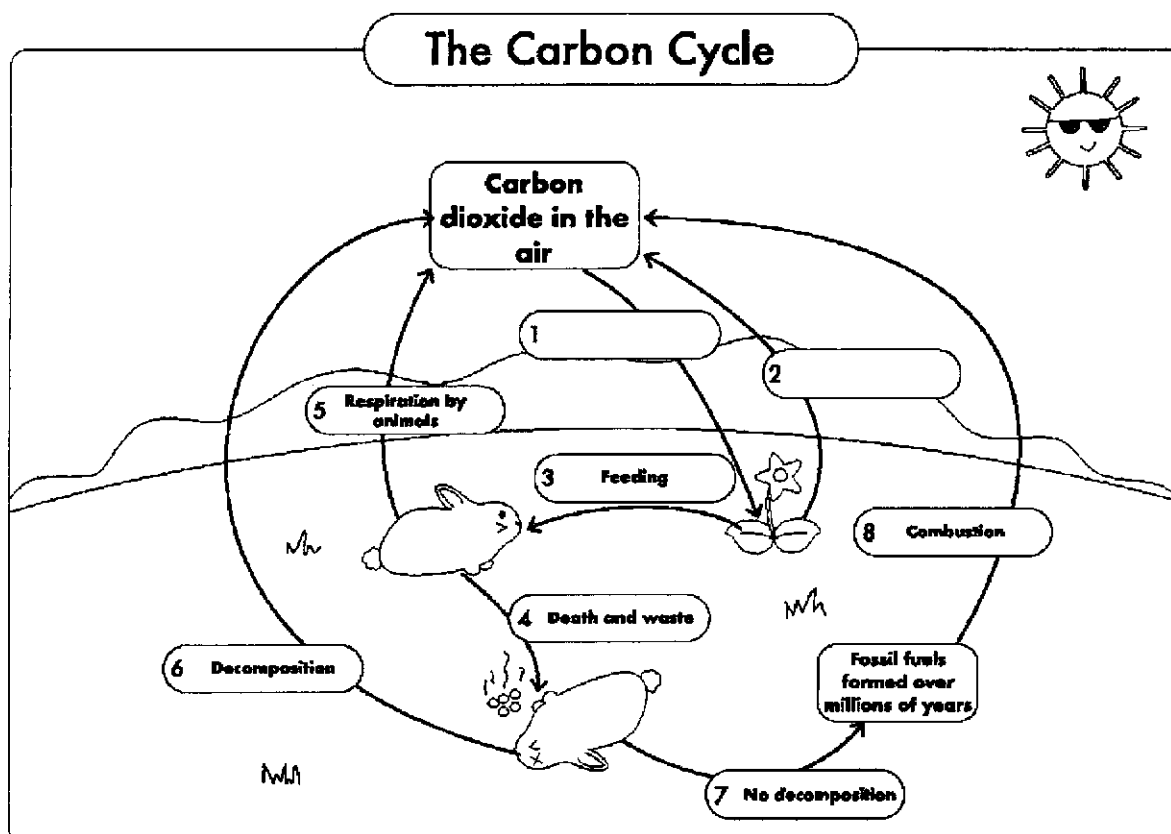 The Carbon Cycle
Carbon
dioxide in the
air
1
2
5 Respiration by
animals
3 Feeding
8 Combustion
4 Death and waste
6 Decomposition
Fossil fuels
formed over
millions of years
7 No decomposition